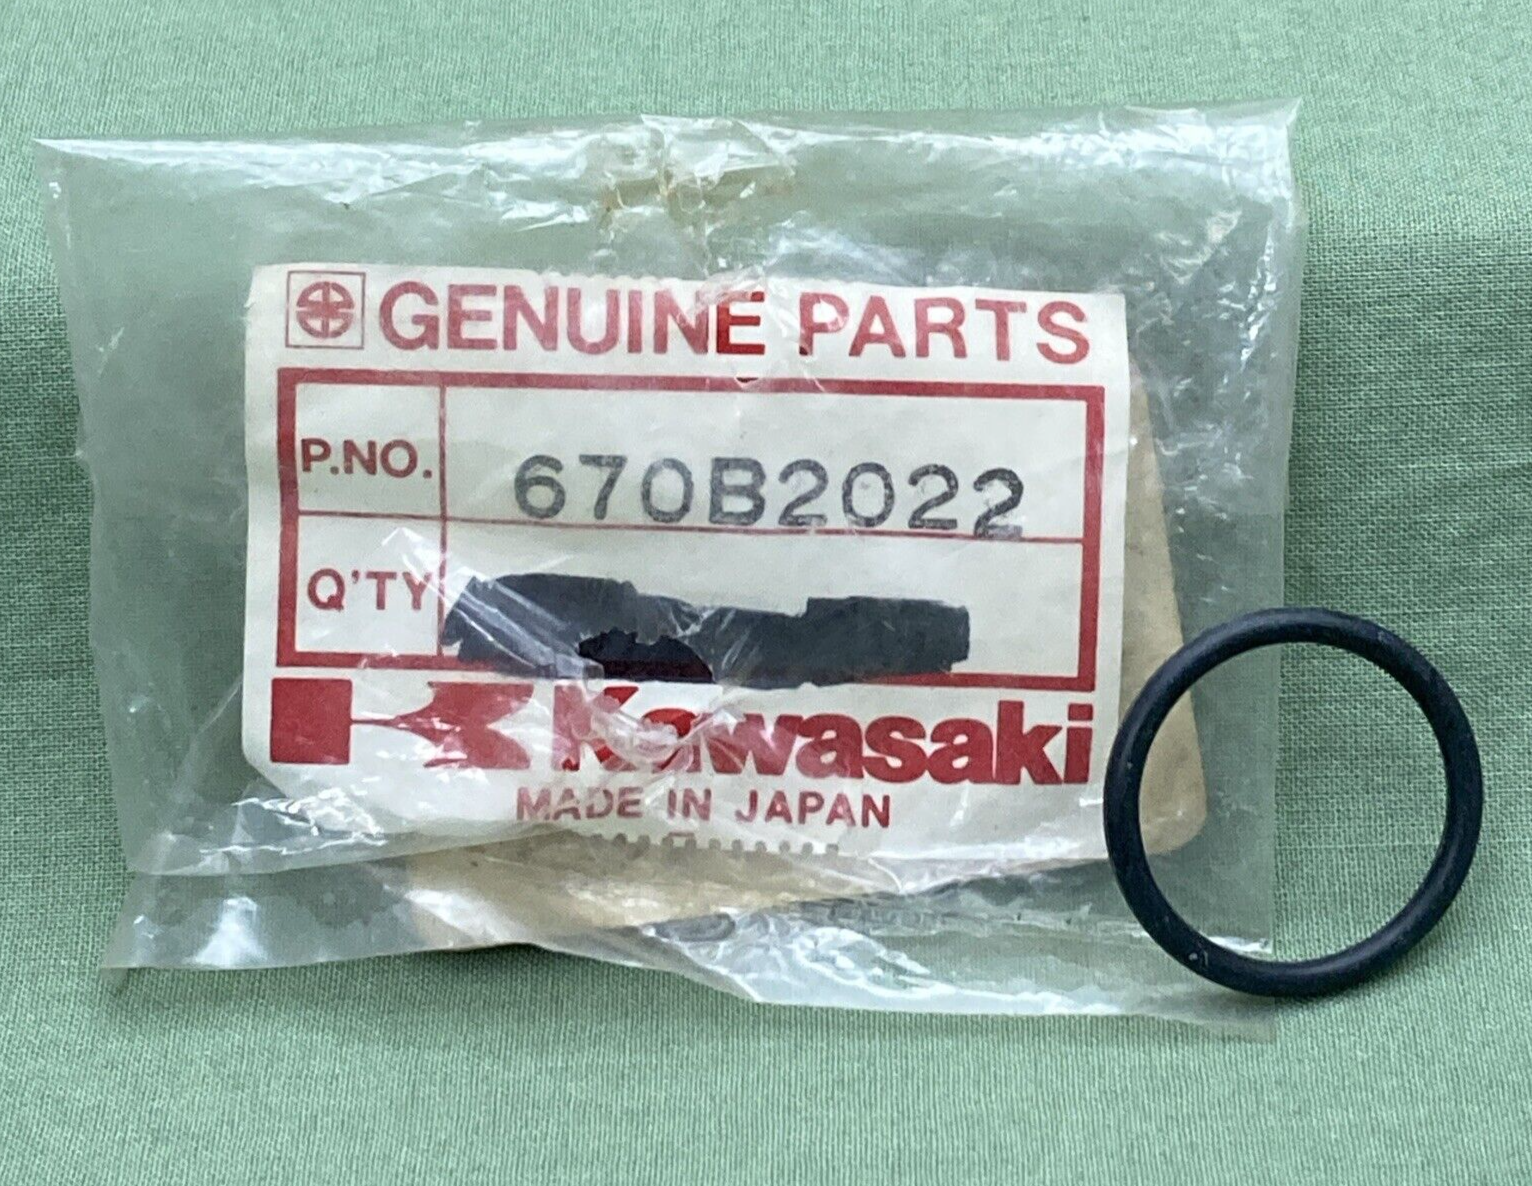 GENUINE PARTS
P.NO. 670B2022
Q'TY
Kawasaki
MADE IN JAPAN